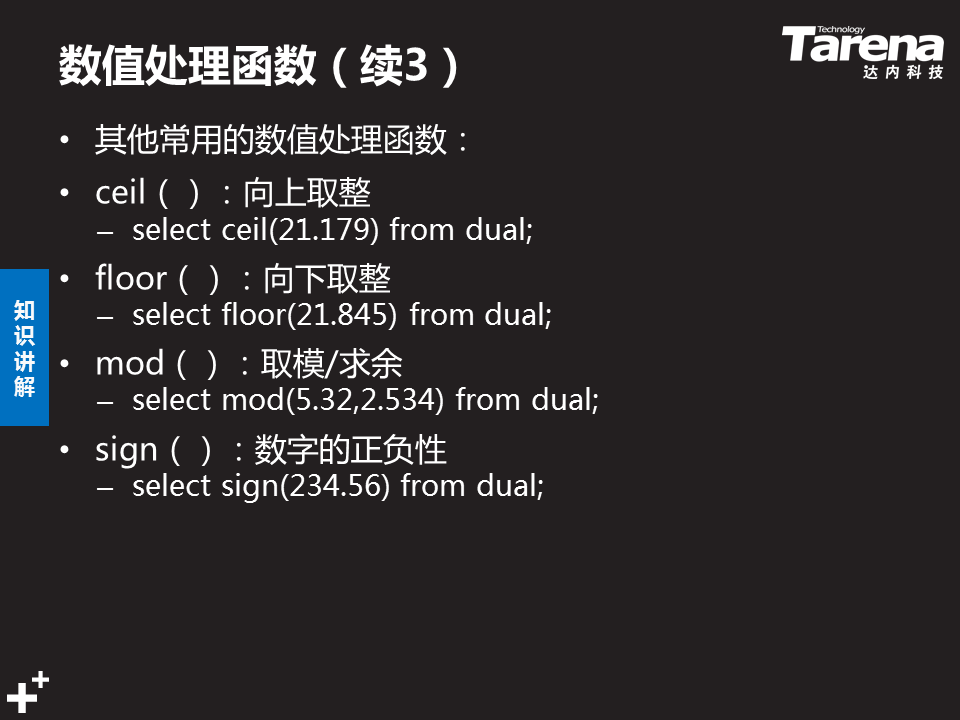 数值处理函数（续3）
Technology
Tarena
达内科技
• 其他常用的数值处理函数：
• ceil（ ）：向上取整
– select ceil(21.179) from dual;
• floor（ ）：向下取整
– select floor(21.845) from dual;
• mod（ ）：取模/求余
– select mod(5.32,2.534) from dual;
• sign（ ）：数字的正负性
– select sign(234.56) from dual;
知识讲解